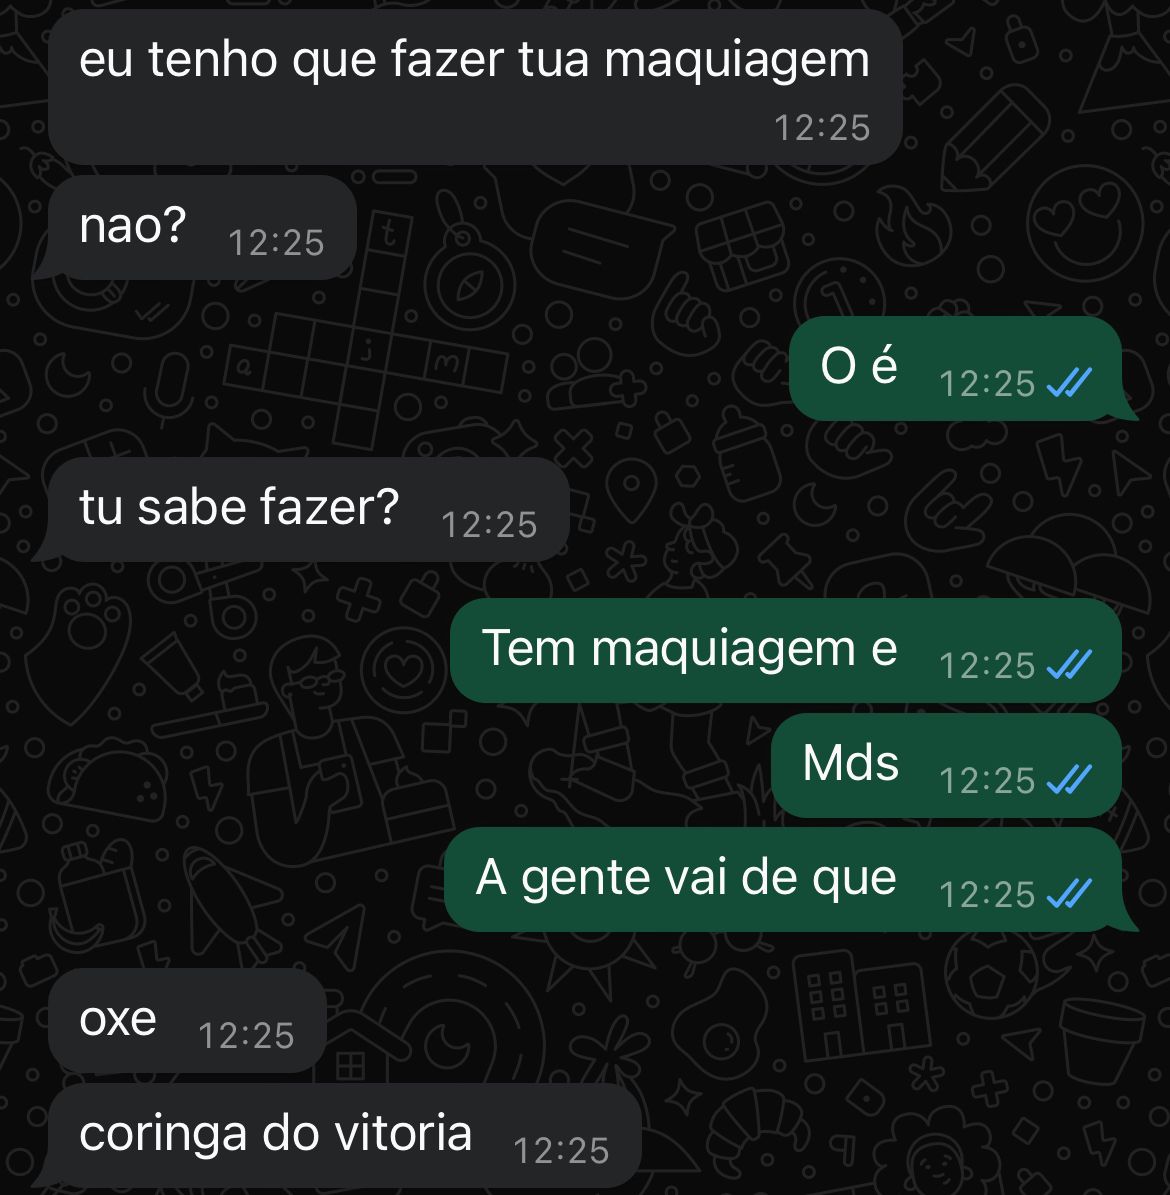 eu tenho que fazer tua maquiagem
12:25
nao? 12:25
O é 12:25
tu sabe fazer? 12:25
Tem maquiagem e 12:25
Mds 12:25
A gente vai de que 12:25
oxe 12:25
coringa do vitoria 12:25